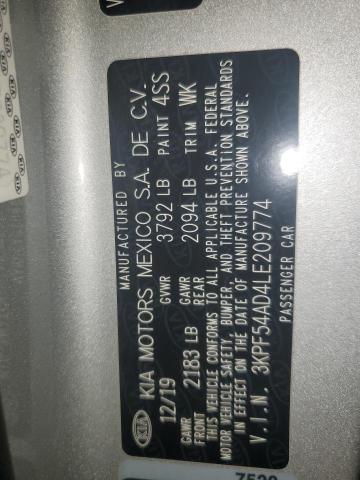 MANUFACTURED BY
KIA KIA MOTORS MEXICO S.A. DE C.V.
12/19 GVWR 3792 LB PAINT 4SS
GAWR FRONT 2183 LB GAWR REAR 2094 LB TRIM WK
THIS VEHICLE CONFORMS TO ALL APPLICABLE U.S.A. FEDERAL
MOTOR VEHICLE SAFETY, BUMPER, AND THEFT PREVENTION STANDARDS
IN EFFECT ON THE DATE OF MANUFACTURE SHOWN ABOVE.
V.I.N. 3KPF54AD4LE209774
PASSENGER CAR